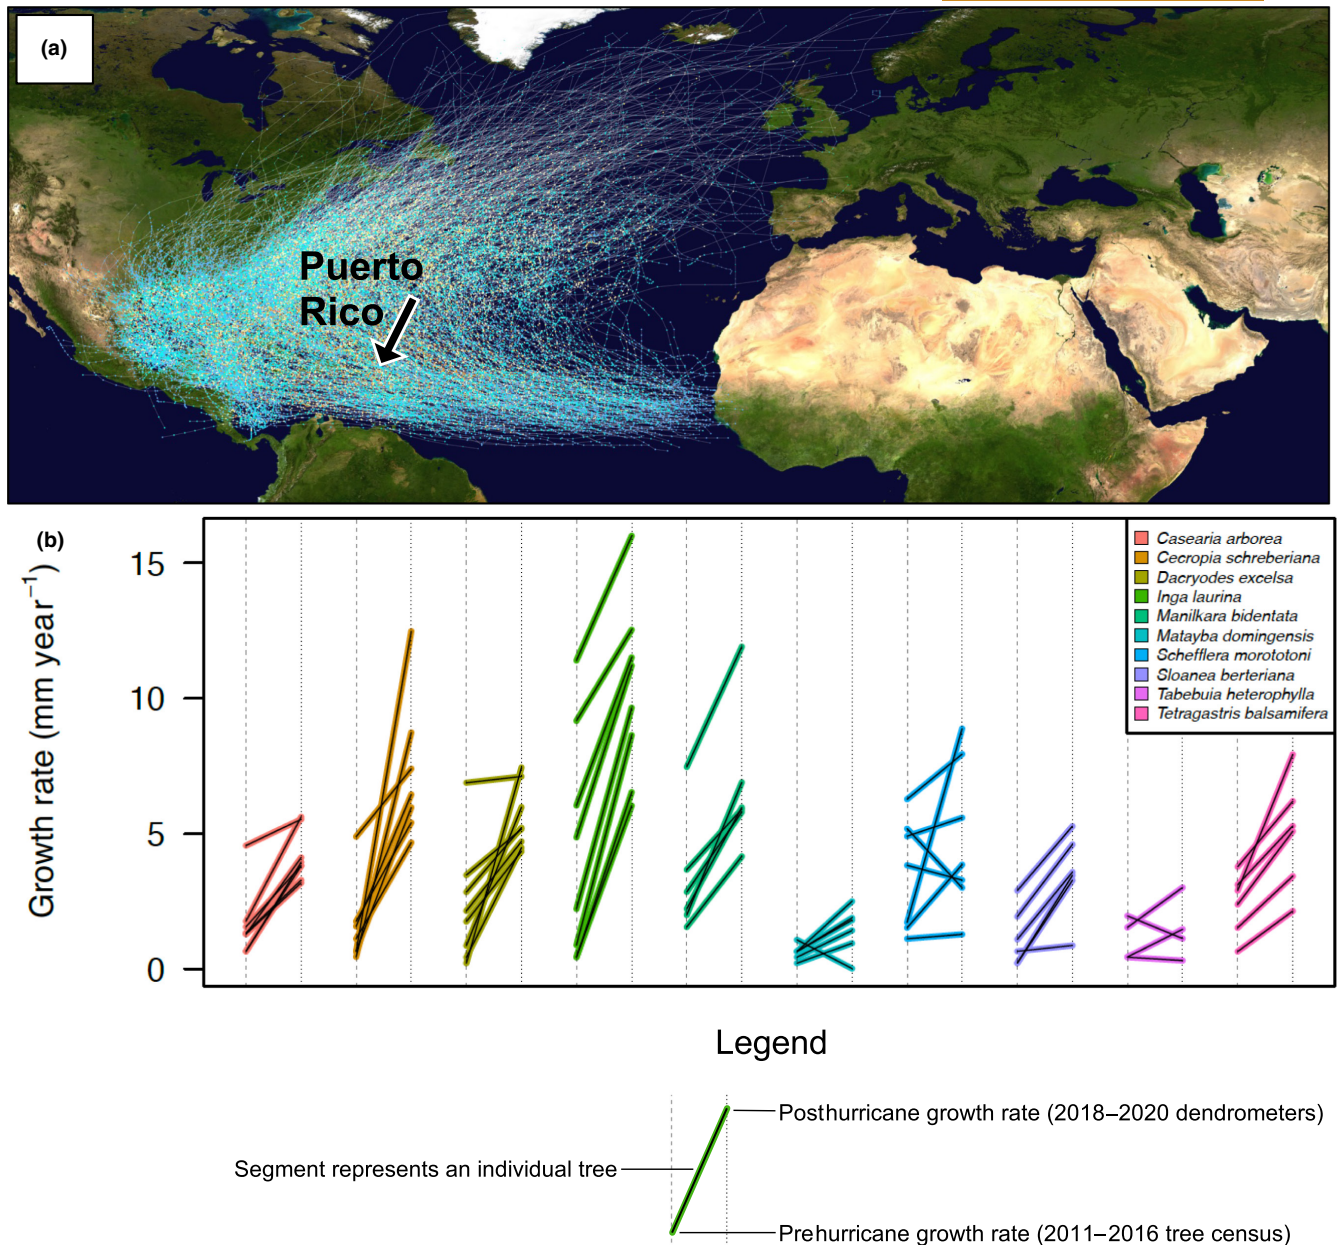 (a)
Puerto
Rico
(b)
Growth rate (mm year⁻¹)
15
10
5
0
Casearia arborea
Cecropia schreberiana
Dacryodes excelsa
Inga laurina
Manilkara bidentata
Matayba domingensis
Schefflera morototoni
Sloanea berteriana
Tabebuia heterophylla
Tetragastris balsamifera
Legend
Posthurricane growth rate (2018–2020 dendrometers)
Segment represents an individual tree
Prehurricane growth rate (2011–2016 tree census)